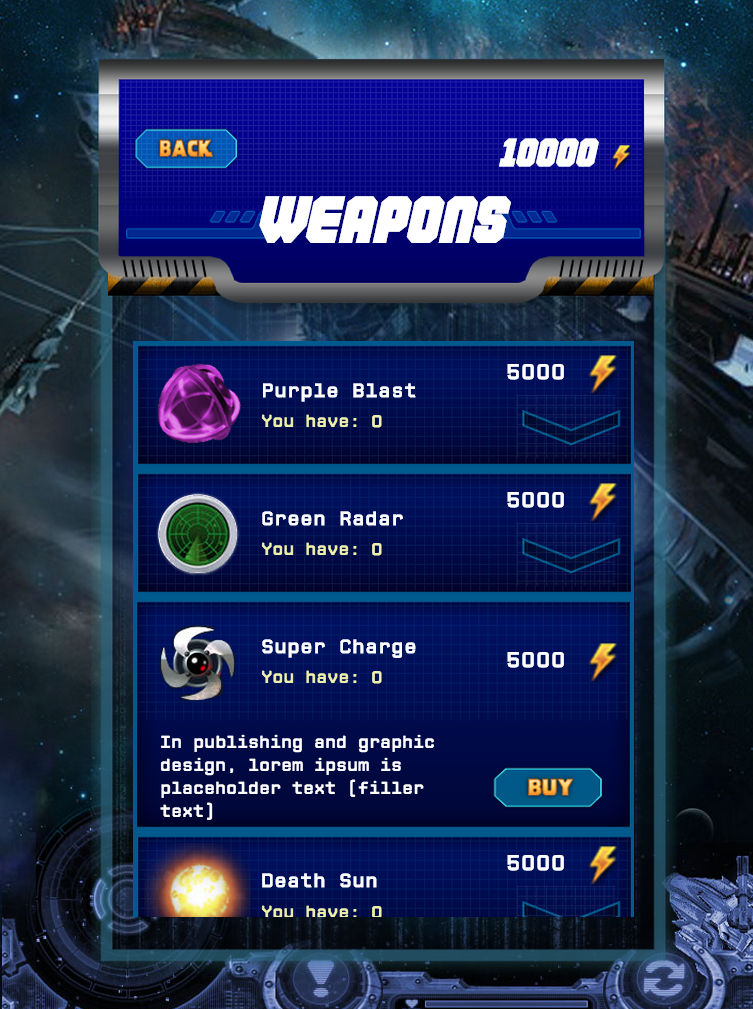 BACK
10000
WEAPONS
5000
Purple Blast
You have: 0
5000
Green Radar
You have: 0
Super Charge
5000
You have: 0
In publishing and graphic
design, lorem ipsum is
placeholder text [filler
text]
BUY
5000
Death Sun
You have: 0